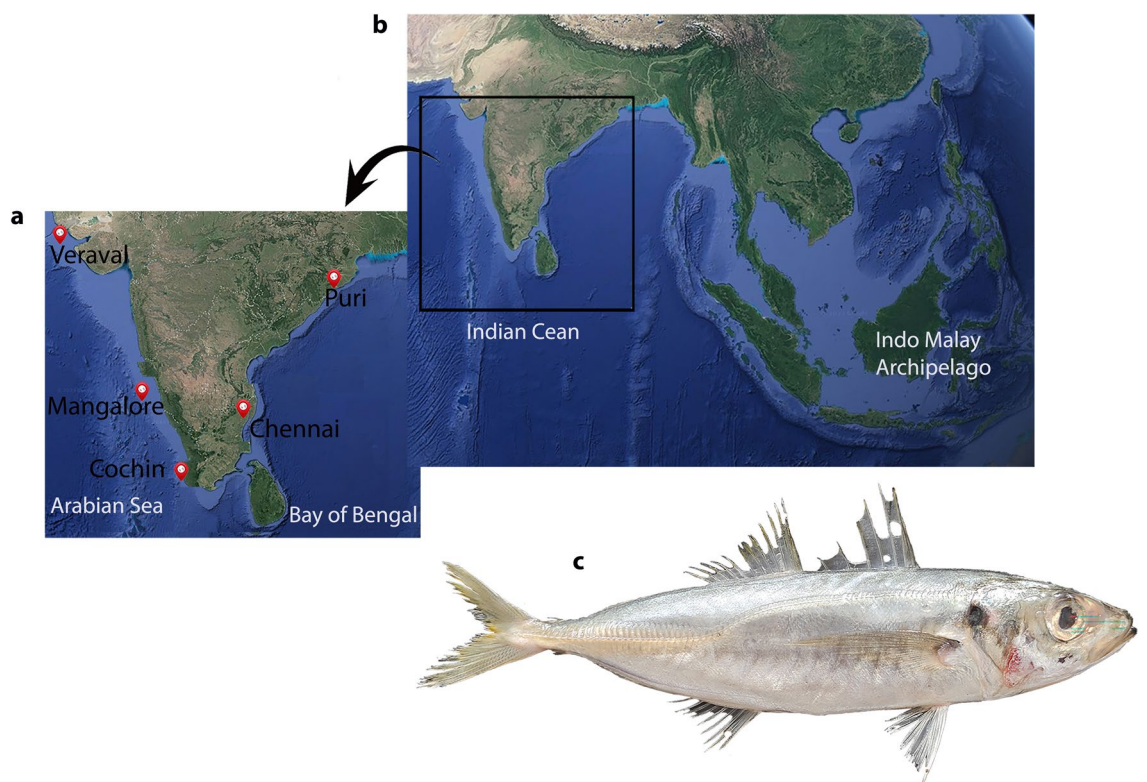 b
a
Veraval
Puri
Mangalore
Chennai
Cochin
Arabian Sea
Bay of Bengal
Indian Cean
Indo Malay
Archipelago
c